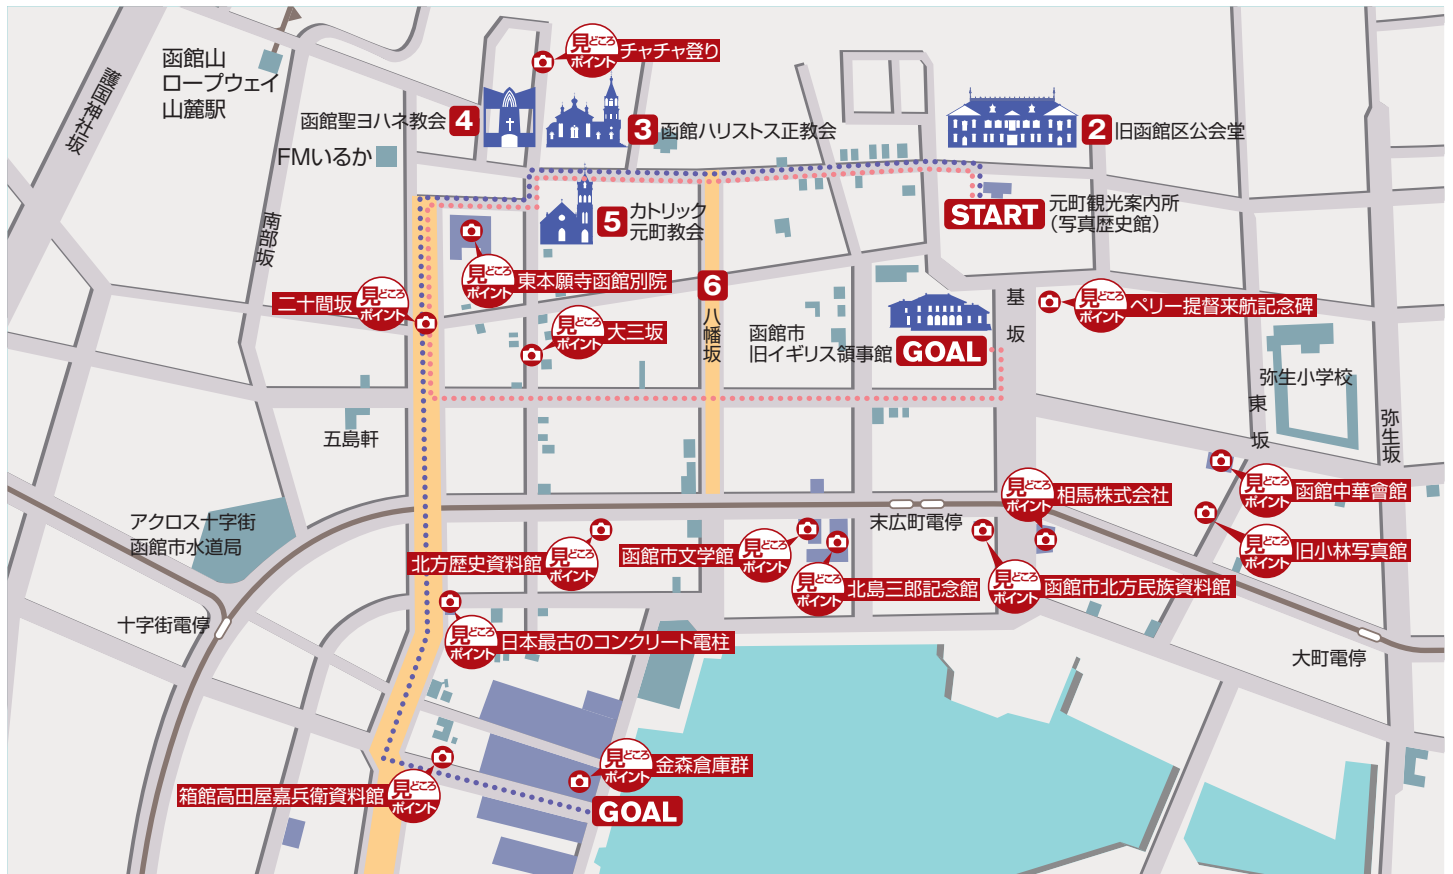 見どころ
ポイント
チャチャ登り
函館山
ロープウェイ
山麓駅
護国神社坂
函館聖ヨハネ教会
4
3
函館ハリストス正教会
2
旧函館区公会堂
FMいるか
南部坂
5
カトリック
元町教会
START
元町観光案内所
(写真歴史館)
見どころ
ポイント
東本願寺函館別院
二十間坂
見どころ
ポイント
見どころ
ポイント
大三坂
6
八幡坂
函館市
旧イギリス領事館
GOAL
基坂
見どころ
ポイント
ペリー提督来航記念碑
弥生小学校
東坂
弥生坂
五島軒
アクロス十字街
函館市水道局
北方歴史資料館
見どころ
ポイント
函館市文学館
見どころ
ポイント
末広町電停
見どころ
ポイント
相馬株式会社
見どころ
ポイント
函館中華會館
見どころ
ポイント
旧小林写真館
見どころ
ポイント
北島三郎記念館
見どころ
ポイント
函館市北方民族資料館
十字街電停
見どころ
ポイント
日本最古のコンクリート電柱
大町電停
箱館高田屋嘉兵衛資料館
見どころ
ポイント
見どころ
ポイント
金森倉庫群
GOAL